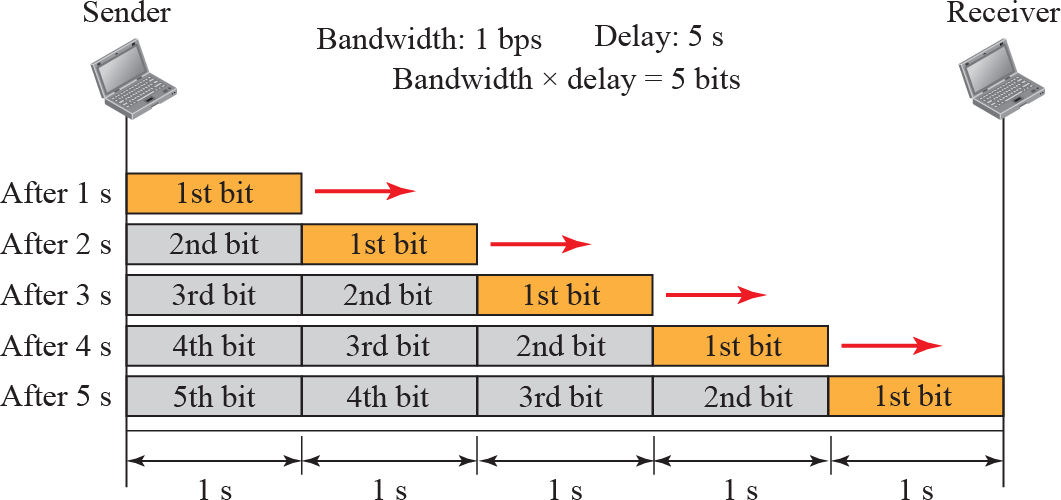 Sender
Receiver
Bandwidth: 1 bps Delay: 5 s
Bandwidth × delay = 5 bits
After 1 s 1st bit
After 2 s 2nd bit 1st bit
After 3 s 3rd bit 2nd bit 1st bit
After 4 s 4th bit 3rd bit 2nd bit 1st bit
After 5 s 5th bit 4th bit 3rd bit 2nd bit 1st bit
1 s 1 s 1 s 1 s 1 s